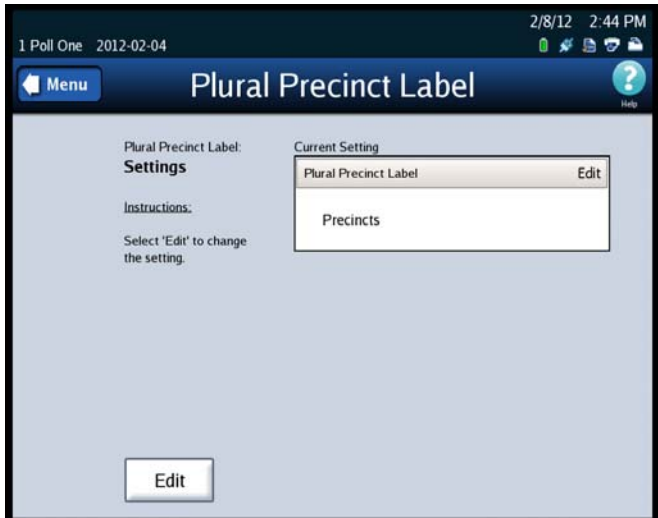 2/8/12 2:44 PM
1 Poll One 2012-02-04
Menu
Plural Precinct Label
Help
Plural Precinct Label:
Settings
Instructions:
Select 'Edit' to change
the setting.
Current Setting
Plural Precinct Label Edit
Precincts
Edit